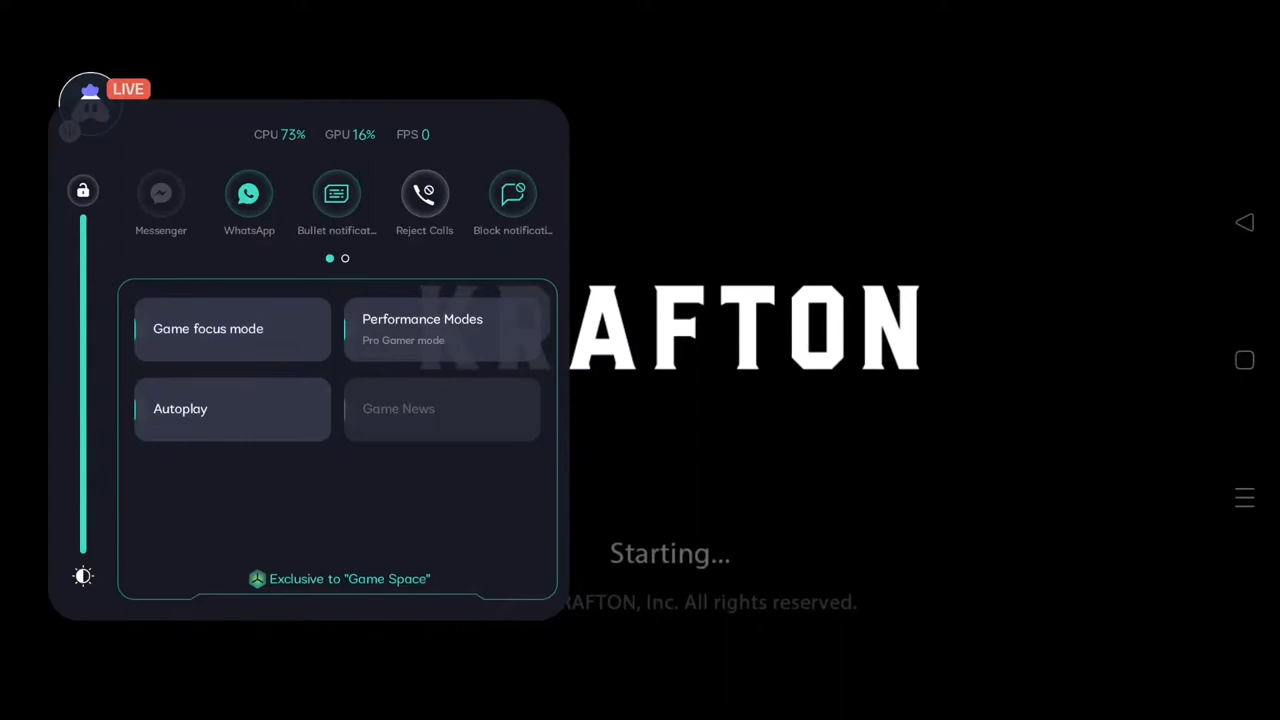 LIVE
CPU 73% GPU 16% FPS 0
Messenger WhatsApp Bullet notificat... Reject Calls Block notificati...
KRAFTON
Game focus mode
Performance Modes
Pro Gamer mode
Autoplay
Game News
Starting...
Exclusive to "Game Space"
RAFTON, Inc. All rights reserved.